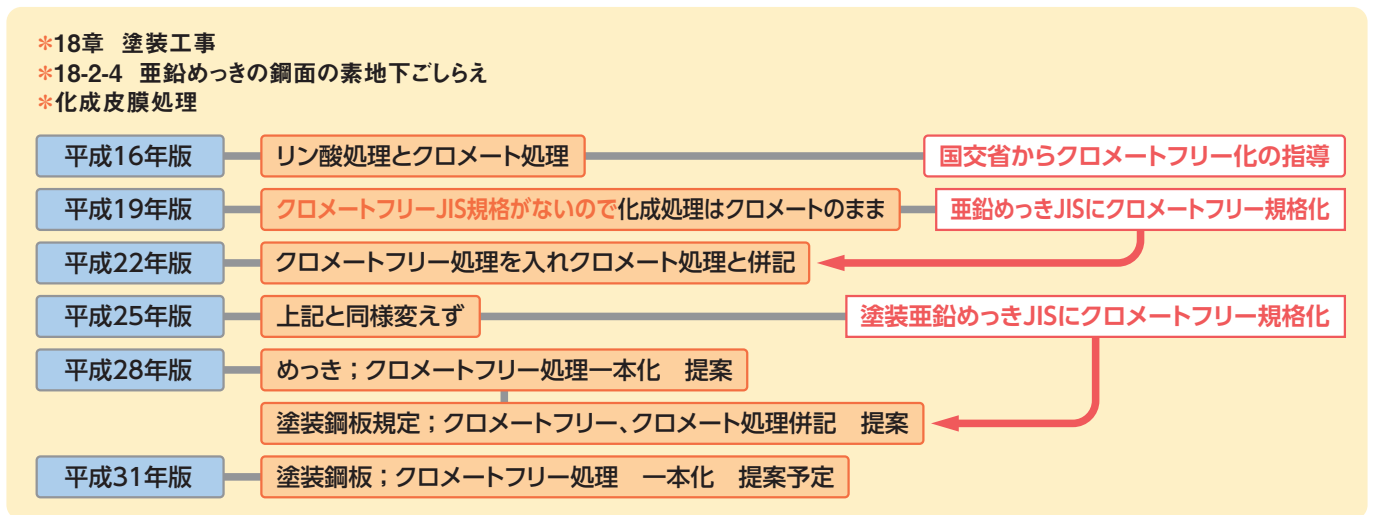 *18章 塗装工事
*18-2-4 亜鉛めっきの鋼面の素地下ごしらえ
*化成皮膜処理
平成16年版 リン酸処理とクロメート処理 国交省からクロメートフリー化の指導
平成19年版 クロメートフリーJIS規格がないので化成処理はクロメートのまま 亜鉛めっきJISにクロメートフリー規格化
平成22年版 クロメートフリー処理を入れクロメート処理と併記
平成25年版 上記と同様変えず 塗装亜鉛めっきJISにクロメートフリー規格化
平成28年版 めっき；クロメートフリー処理一本化 提案
塗装鋼板規定；クロメートフリー、クロメート処理併記 提案
平成31年版 塗装鋼板；クロメートフリー処理 一本化 提案予定